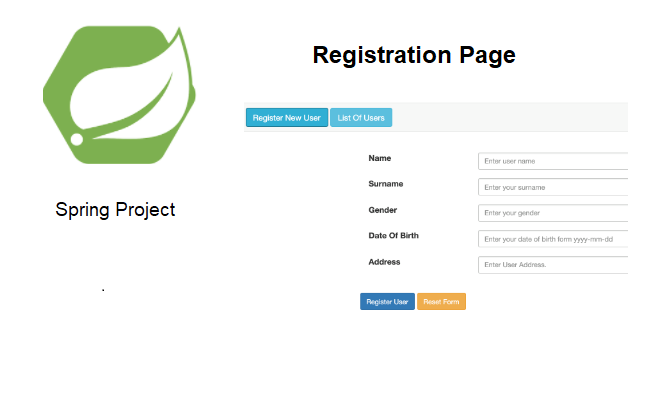 Registration Page
Register New User
List Of Users
Name
Enter user name
Surname
Enter your surname
Spring Project
Gender
Enter your gender
Date Of Birth
Enter your date of birth form yyyy-mm-dd
Address
Enter User Address.
.
Register User
Reset Form